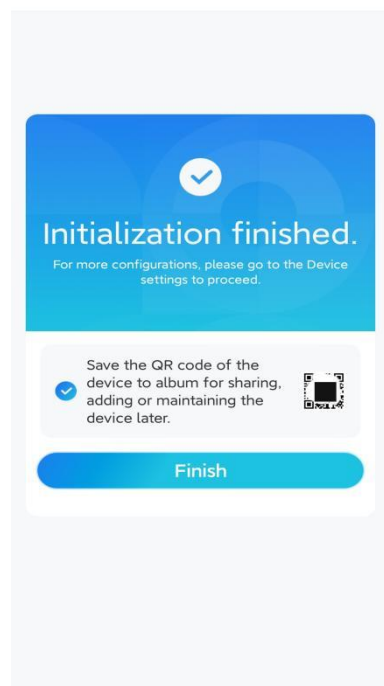 Initialization finished.
For more configurations, please go to the Device
settings to proceed.
Save the QR code of the
device to album for sharing,
adding or maintaining the
device later.
Finish